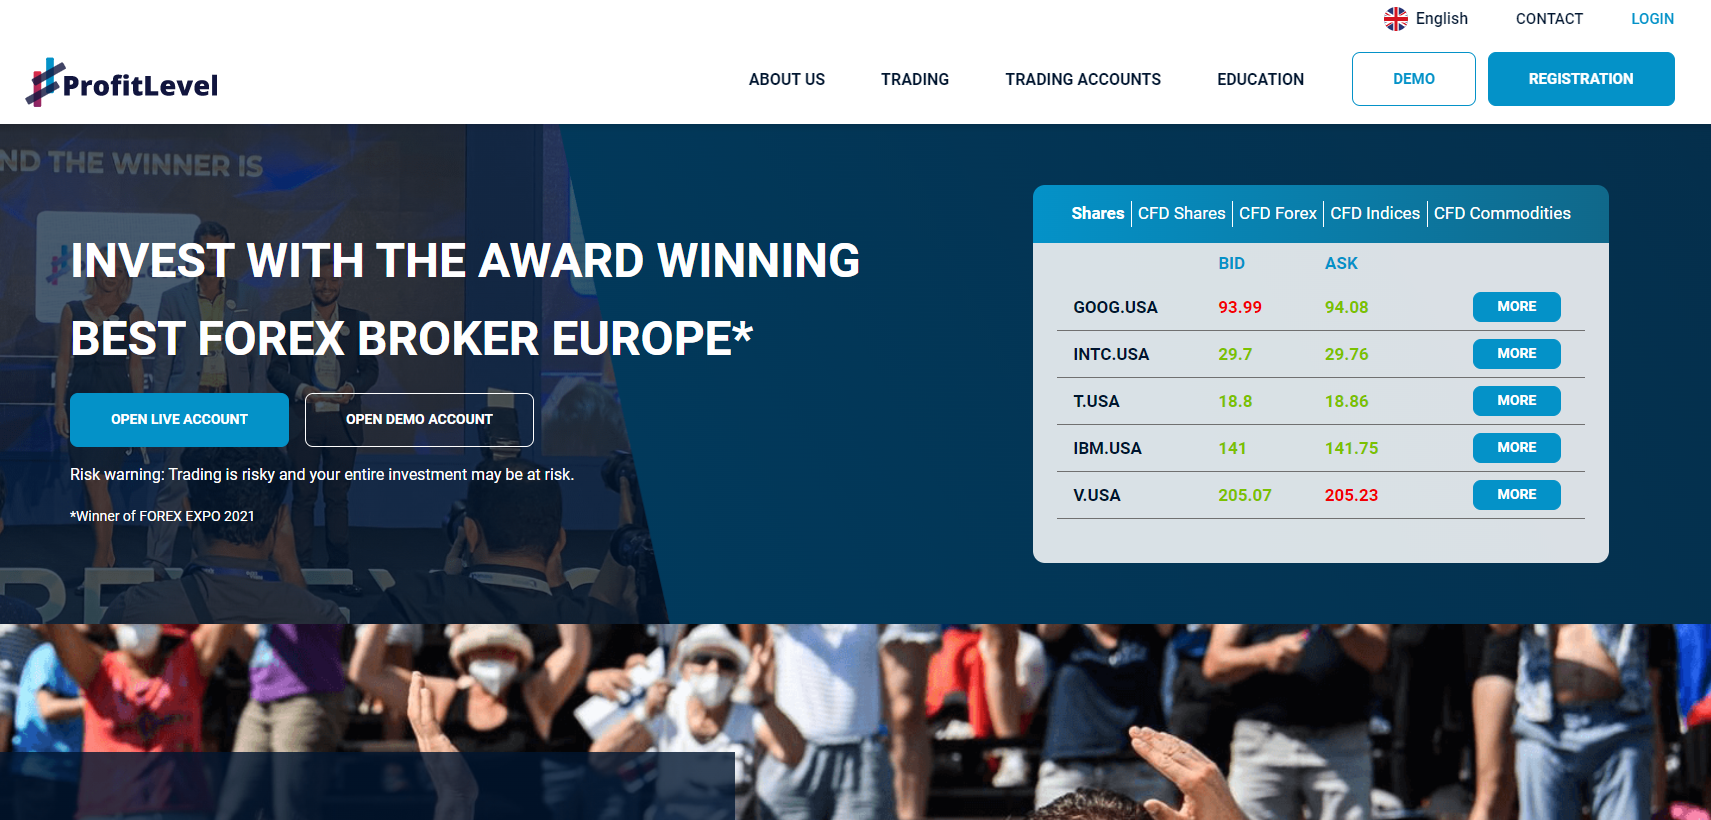 English
CONTACT
LOGIN
ProfitLevel
ABOUT US
TRADING
TRADING ACCOUNTS
EDUCATION
DEMO
REGISTRATION
ND THE WINNER IS
INVEST WITH THE AWARD WINNING
BEST FOREX BROKER EUROPE*
OPEN LIVE ACCOUNT
OPEN DEMO ACCOUNT
Risk warning: Trading is risky and your entire investment may be at risk.
*Winner of FOREX EXPO 2021
Shares | CFD Shares | CFD Forex | CFD Indices | CFD Commodities
BID ASK
GOOG.USA 93.99 94.08 MORE
INTC.USA 29.7 29.76 MORE
T.USA 18.8 18.86 MORE
IBM.USA 141 141.75 MORE
V.USA 205.07 205.23 MORE